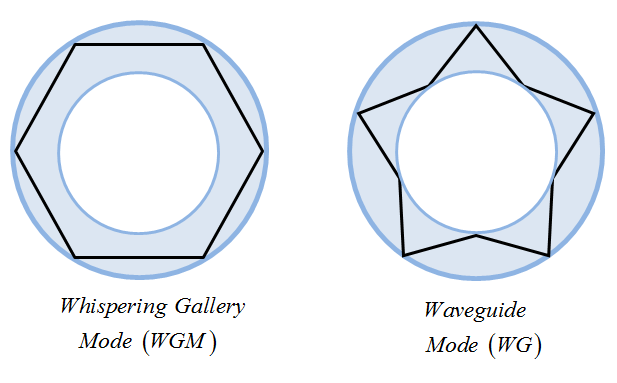 Whispering Gallery
Mode (WGM)
Waveguide
Mode (WG)